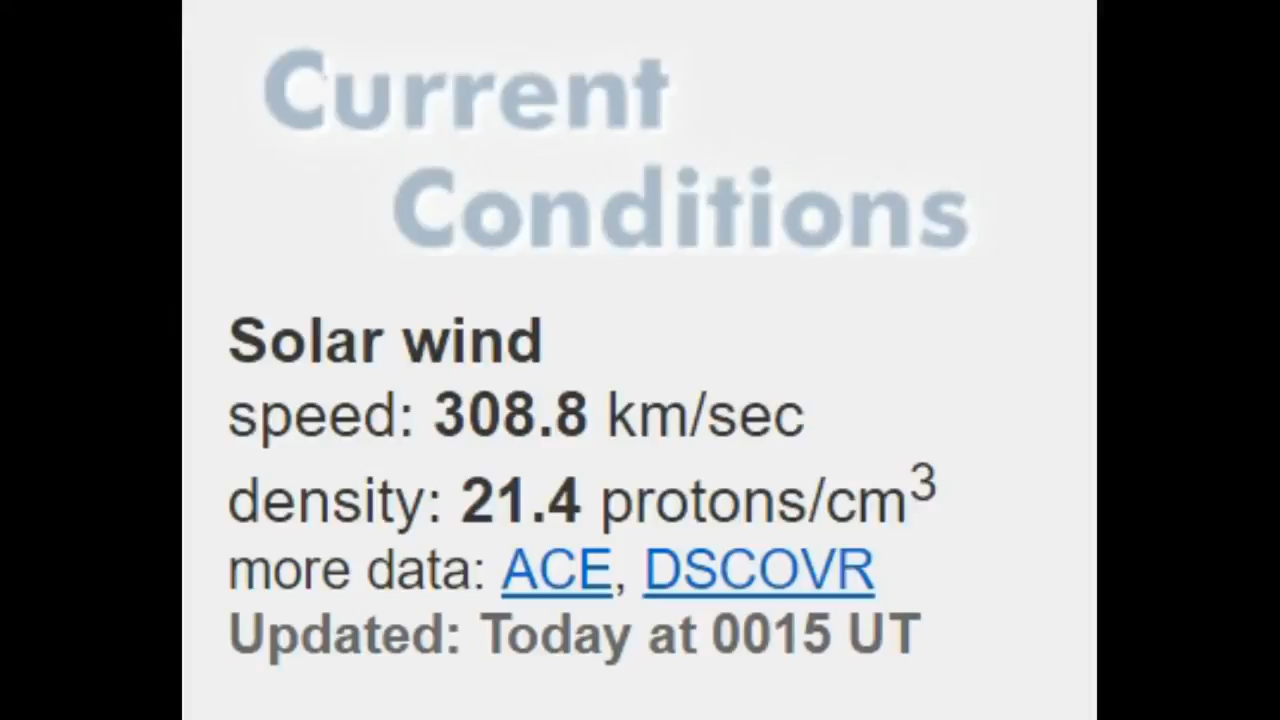 Current
Conditions
Solar wind
speed: 308.8 km/sec
density: 21.4 protons/cm³
more data: ACE, DSCOVR
Updated: Today at 0015 UT